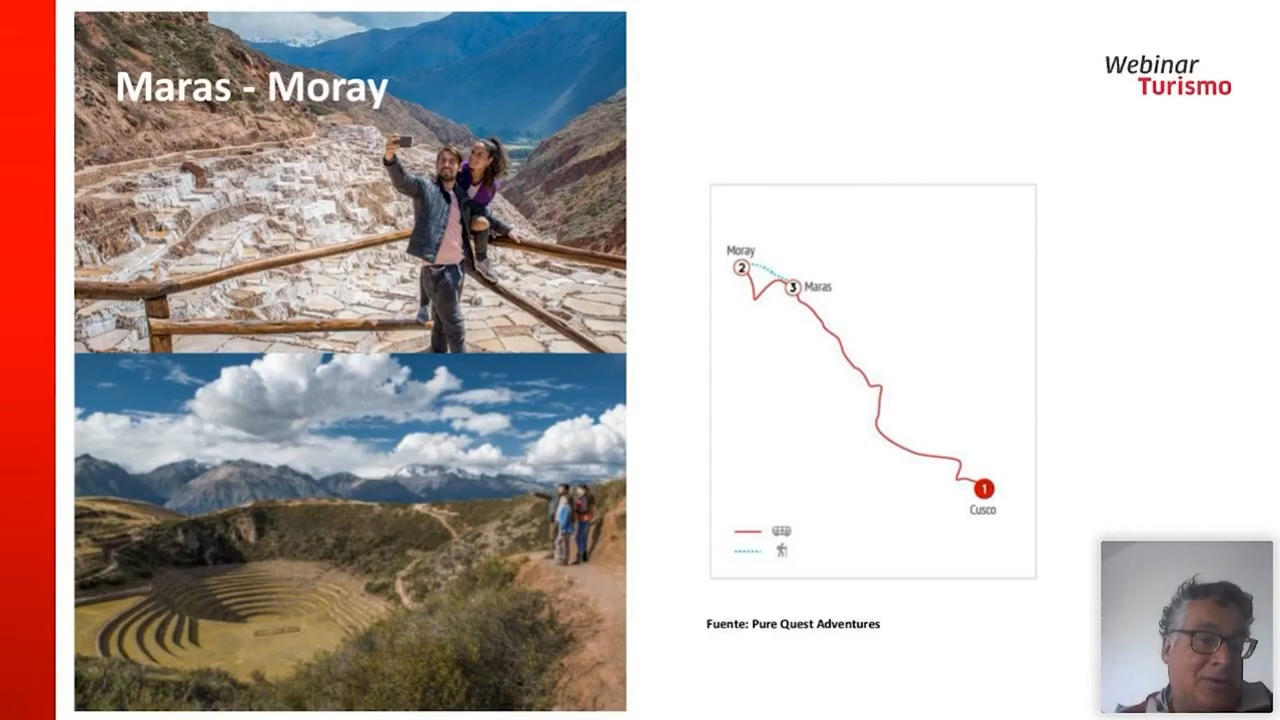 Maras - Moray
Webinar
Turismo
Moray
2
3
Maras
1
Cusco
Fuente: Pure Quest Adventures